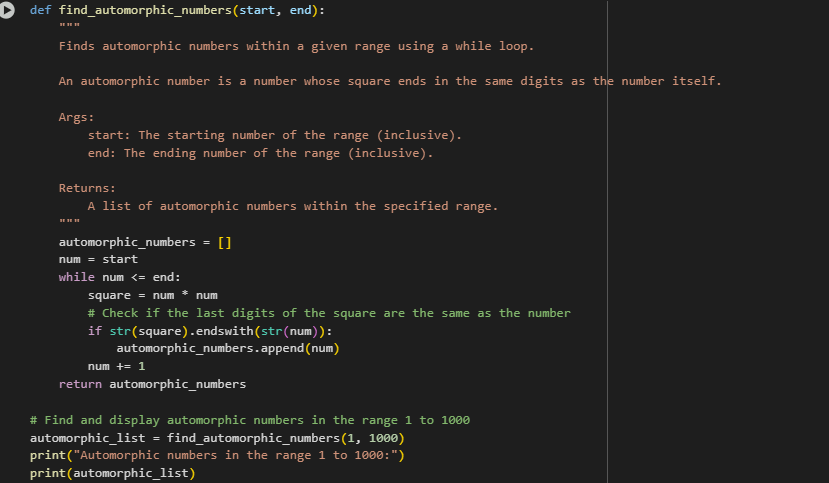 def find_automorphic_numbers(start, end):
    """
    Finds automorphic numbers within a given range using a while loop.

    An automorphic number is a number whose square ends in the same digits as the number itself.

    Args:
        start: The starting number of the range (inclusive).
        end: The ending number of the range (inclusive).

    Returns:
        A list of automorphic numbers within the specified range.
    """
    automorphic_numbers = []
    num = start
    while num <= end:
        square = num * num
        # Check if the last digits of the square are the same as the number
        if str(square).endswith(str(num)):
            automorphic_numbers.append(num)
        num += 1
    return automorphic_numbers

# Find and display automorphic numbers in the range 1 to 1000
automorphic_list = find_automorphic_numbers(1, 1000)
print("Automorphic numbers in the range 1 to 1000:")
print(automorphic_list)